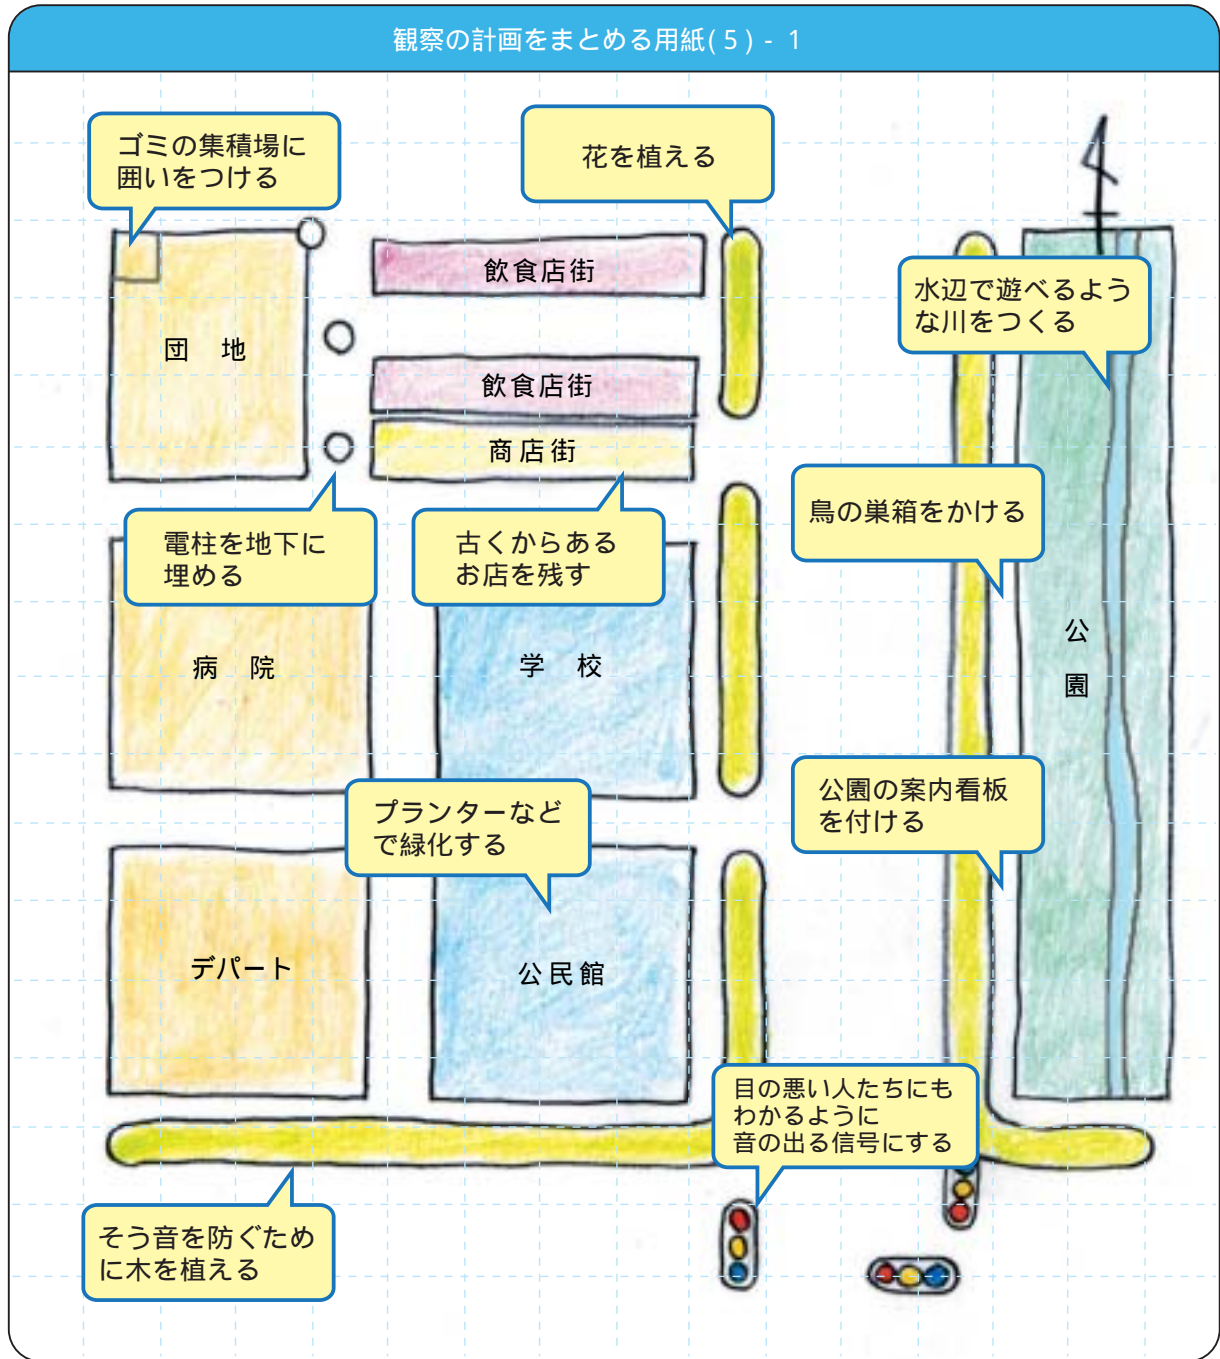 観察の計画をまとめる用紙(5)-1
ゴミの集積場に
囲いをつける
花を植える
飲食店街
水辺で遊べるよう
な川をつくる
団 地
飲食店街
商店街
電柱を地下に
埋める
古くからある
お店を残す
鳥の巣箱をかける
病 院
学 校
公
園
プランターなど
で緑化する
公園の案内看板
を付ける
デパート
公民館
目の悪い人たちにも
わかるように
音の出る信号にする
そう音を防ぐため
に木を植える